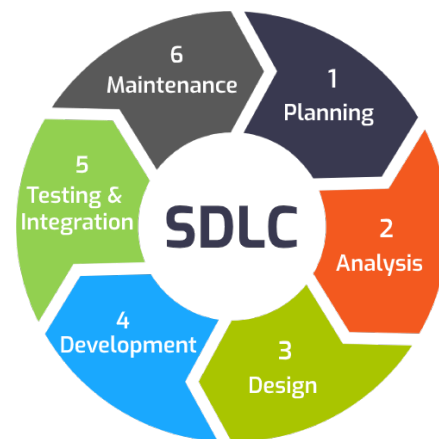 1
Planning
2
Analysis
3
Design
4
Development
5
Testing &
Integration
6
Maintenance
SDLC